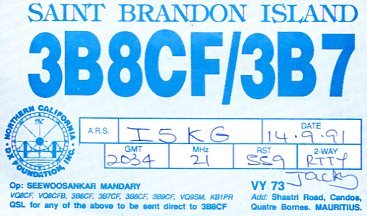 SAINT BRANDON ISLAND
3B8CF/3B7
NORTHERN CALIFORNIA DX FOUNDATION, INC.
A.R.S. I5KG DATE 14.9.91
GMT 2034 MHz 21 RST 559 2-WAY RTTY
Jacky
Op: SEEWOOSANKAR MANDARY VY 73
VQ8CF, VQ8CFB, 3B6CF, 3B7CF, 3B8CF, 3B9CF, VQ9SM, KB1PR Add: Shastri Road, Candos,
QSL for any of the above to be sent direct to 3B8CF Quatre Bornes. MAURITIUS.